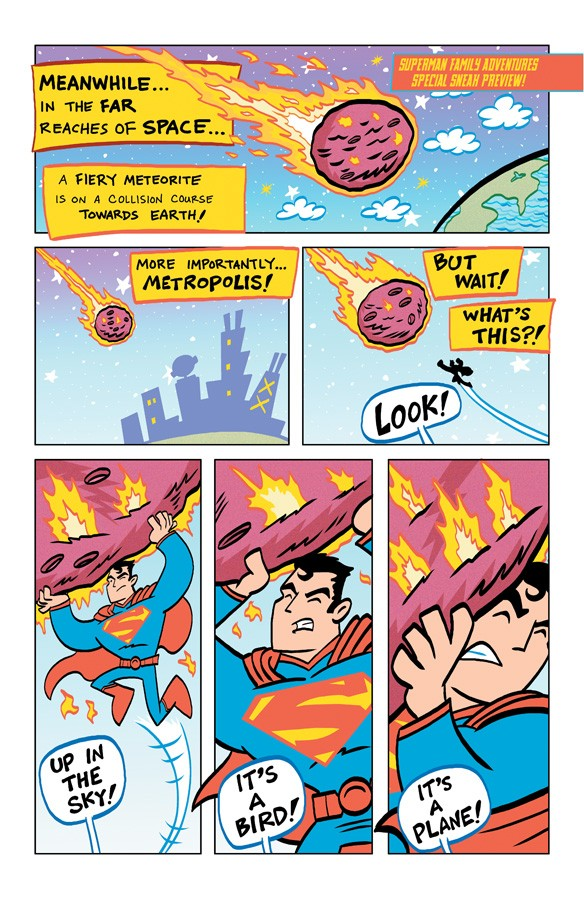 SUPERMAN FAMILY ADVENTURES
SPECIAL SNEAK PREVIEW!
MEANWHILE...
IN THE FAR
REACHES OF SPACE...
A FIERY METEORITE
IS ON A COLLISION COURSE
TOWARDS EARTH!
MORE IMPORTANTLY...
METROPOLIS!
BUT
WAIT!
WHAT'S
THIS?!
LOOK!
UP IN
THE
SKY!
IT'S
A
BIRD!
IT'S
A
PLANE!